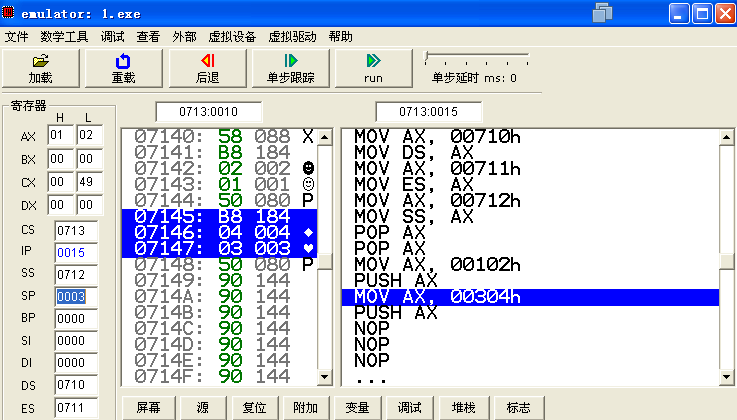 emulator: 1.exe
文件 数学工具 调试 查看 外部 虚拟设备 虚拟驱动 帮助
加载 重载 后退 单步跟踪 run 单步延时 ms: 0
寄存器
H L
AX 01 02
BX 00 00
CX 00 49
DX 00 00
CS 0713
IP 0015
SS 0712
SP 0003
BP 0000
SI 0000
DI 0000
DS 0710
ES 0711
0713:0010
07140: 58 088 X
07141: B8 184
07142: 02 002 ☻
07143: 01 001 ☺
07144: 50 080 P
07145: B8 184
07146: 04 004 ♦
07147: 03 003 ♥
07148: 50 080 P
07149: 90 144
0714A: 90 144
0714B: 90 144
0714C: 90 144
0714D: 90 144
0714E: 90 144
0714F: 90 144
0713:0015
MOV AX, 00710h
MOV DS, AX
MOV AX, 00711h
MOV ES, AX
MOV AX, 00712h
MOV SS, AX
POP AX
POP AX
MOV AX, 00102h
PUSH AX
MOV AX, 00304h
PUSH AX
NOP
NOP
NOP
...
屏幕 源 复位 附加 变量 调试 堆栈 标志